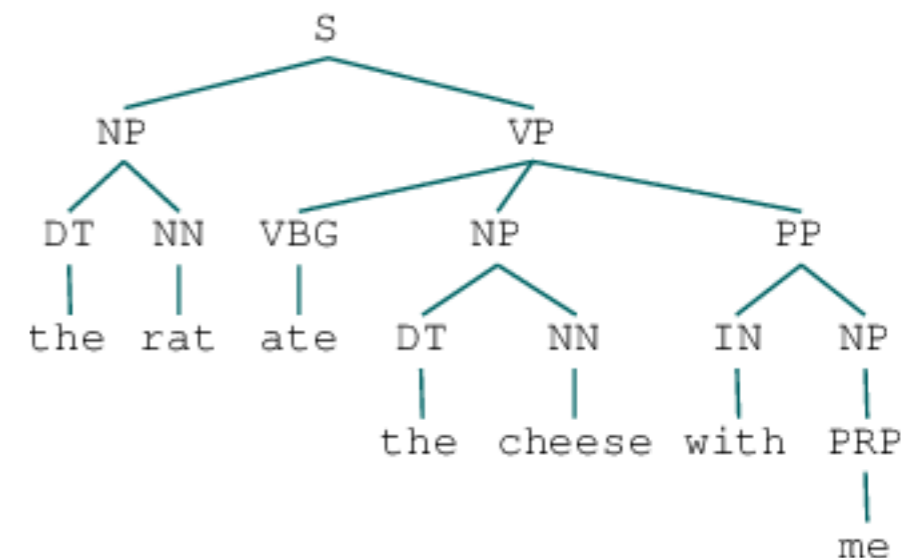 S
NP VP
DT NN VBG NP PP
the rat ate DT NN IN NP
the cheese with PRP
me